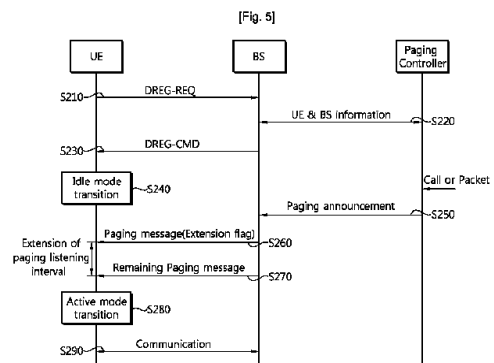 [Fig. 5]
UE
BS
Paging
Controller
S210
DREG-REQ
UE & BS information
S220
S230
DREG-CMD
Idle mode
transition
S240
Call or Packet
Paging announcement
S250
Paging message(Extension flag)
S260
Extension of
paging listening
interval
Remaining Paging message
S270
Active mode
transition
S280
S290
Communication